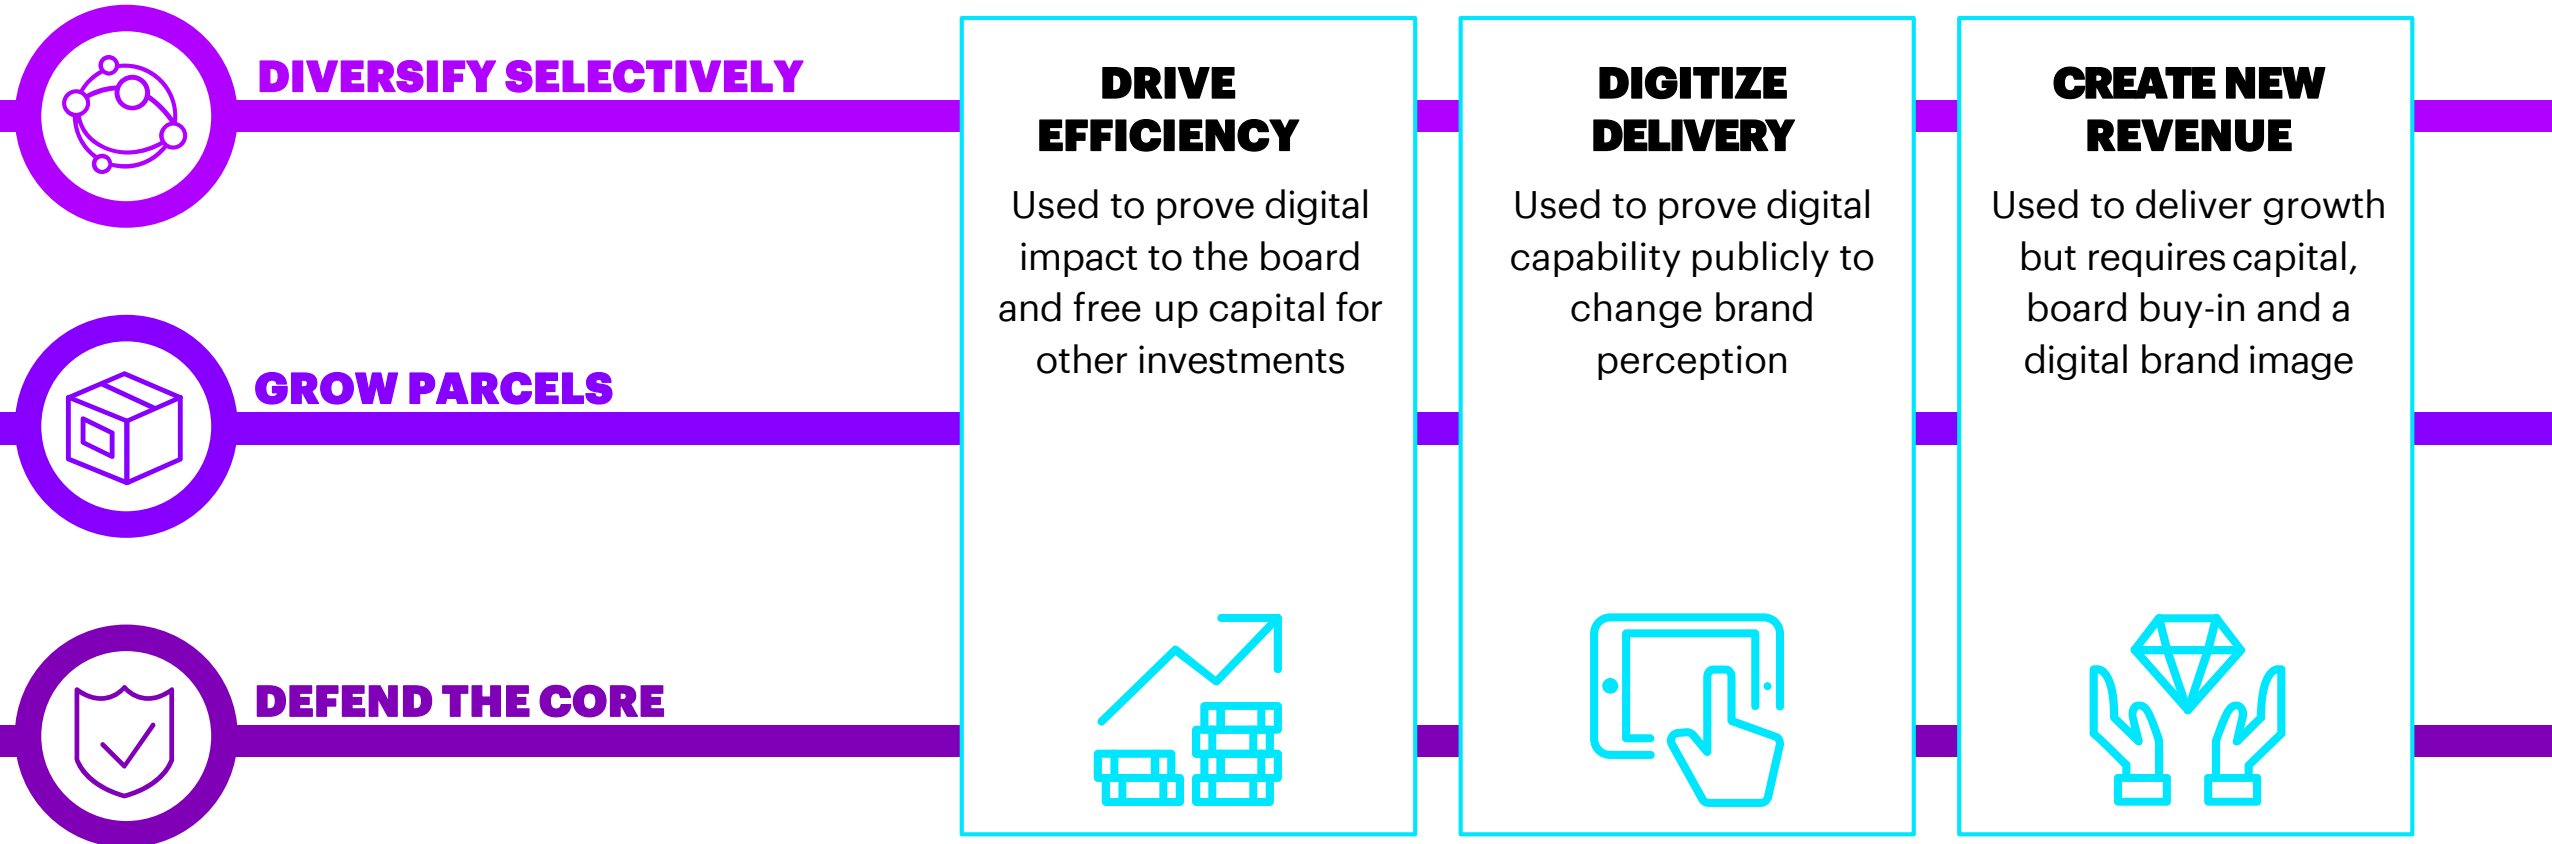 DIVERSIFY SELECTIVELY
GROW PARCELS
DEFEND THE CORE
DRIVE
EFFICIENCY
Used to prove digital
impact to the board
and free up capital for
other investments
DIGITIZE
DELIVERY
Used to prove digital
capability publicly to
change brand
perception
CREATE NEW
REVENUE
Used to deliver growth
but requires capital,
board buy-in and a
digital brand image